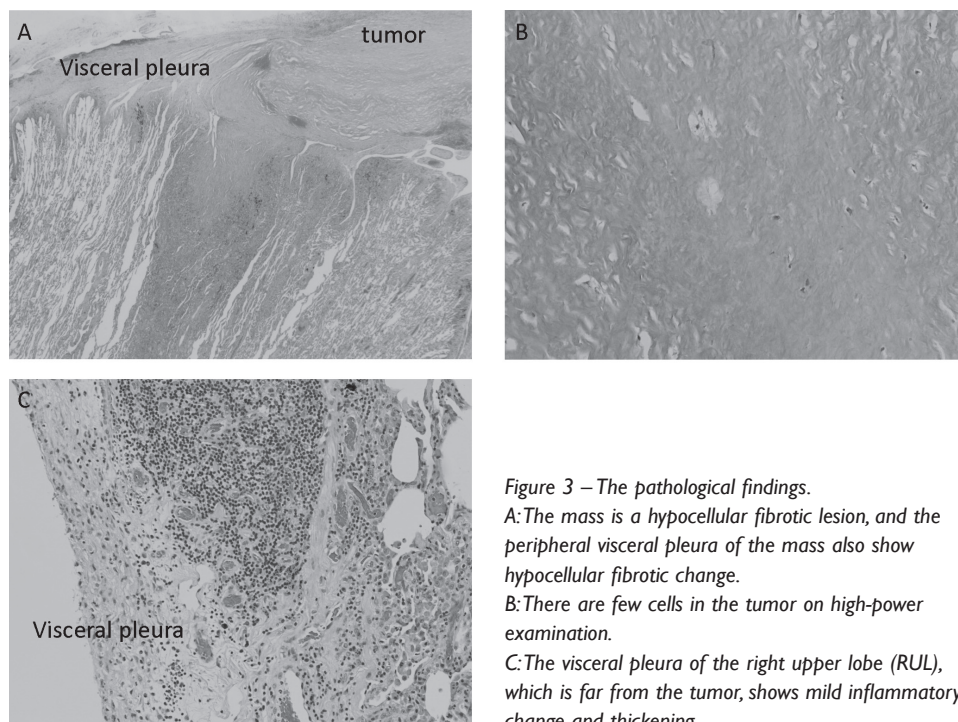 A
tumor
Visceral pleura
B
C
Visceral pleura
Figure 3 – The pathological findings.
A: The mass is a hypocellular fibrotic lesion, and the
peripheral visceral pleura of the mass also show
hypocellular fibrotic change.
B: There are few cells in the tumor on high-power
examination.
C: The visceral pleura of the right upper lobe (RUL),
which is far from the tumor, shows mild inflammatory
change and thickening.